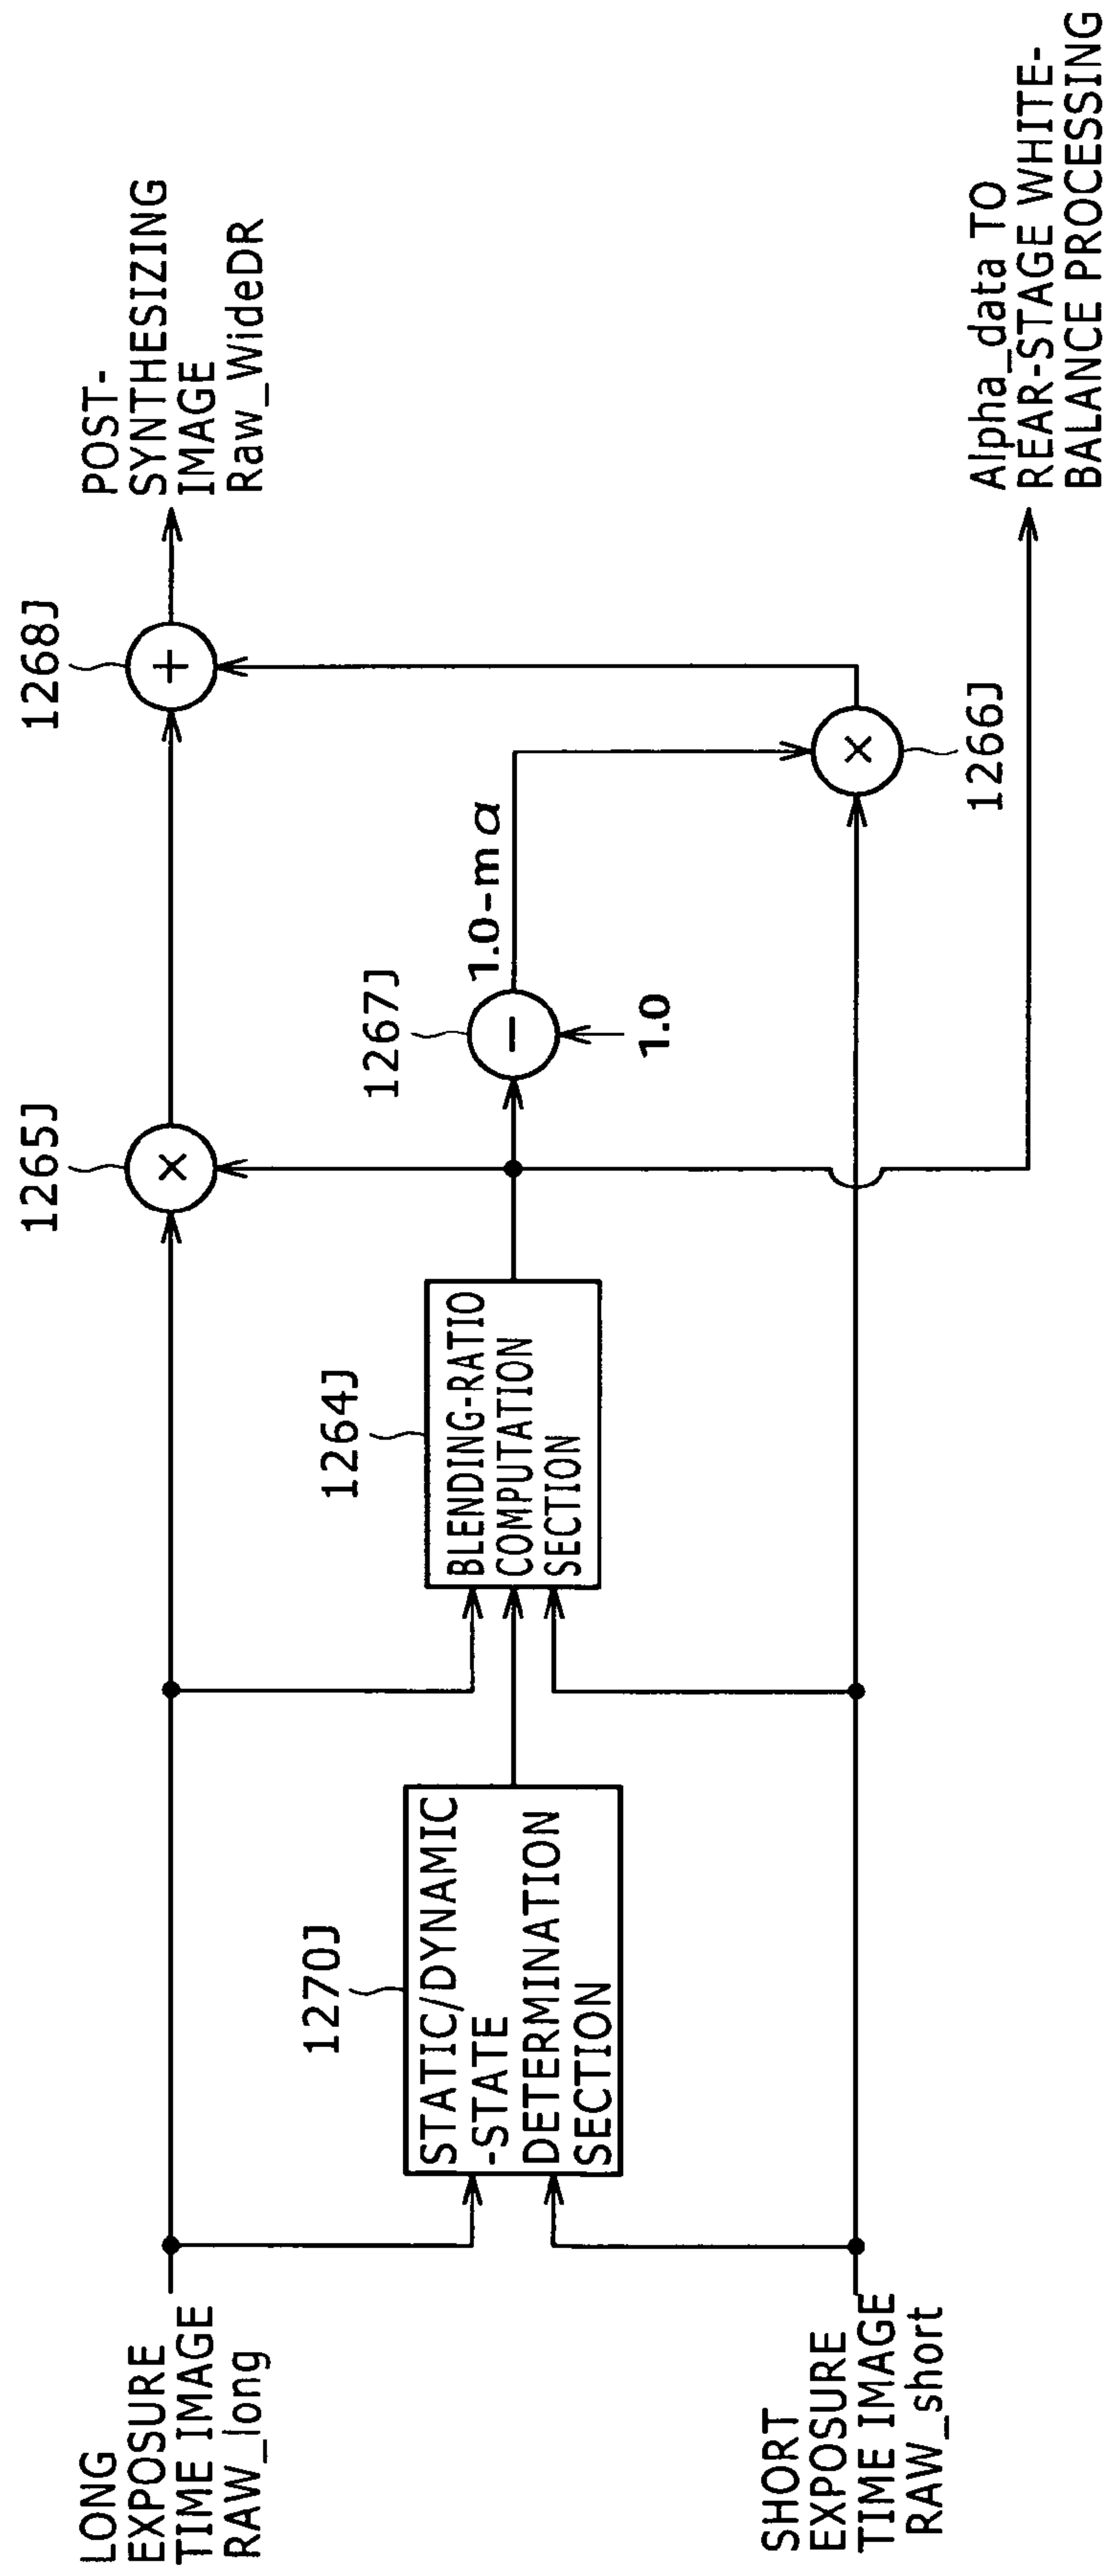 LONG
EXPOSURE
TIME IMAGE
RAW_long
1270J
STATIC/DYNAMIC
-STATE
DETERMINATION
SECTION
1264J
BLENDING-RATIO
COMPUTATION
SECTION
1265J
×
1267J
−
1.0
1.0-mα
1268J
+
POST-
SYNTHESIZING
IMAGE
Raw_WideDR
SHORT
EXPOSURE
TIME IMAGE
RAW_short
×
1266J
Alpha_data TO
REAR-STAGE WHITE-
BALANCE PROCESSING